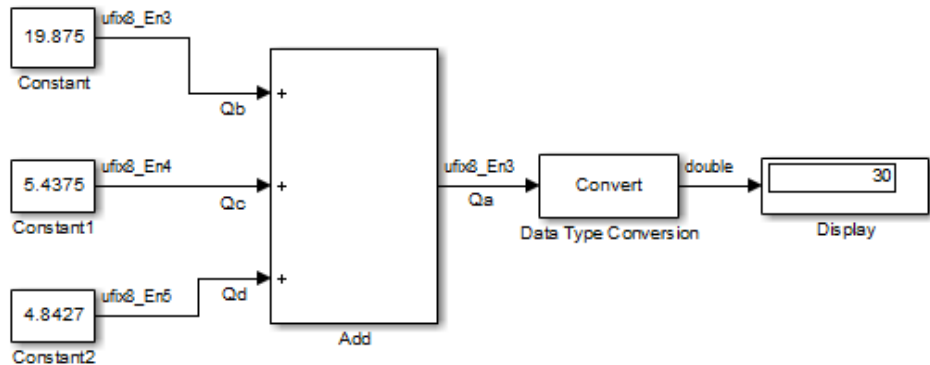 ufix8_En3
19.875
Constant
Qb
+
ufix8_En4
5.4375
Constant1
Qc
+
ufix8_En5
4.8427
Constant2
Qd
+
Add
ufix8_En3
Qa
Convert
Data Type Conversion
double
30
Display